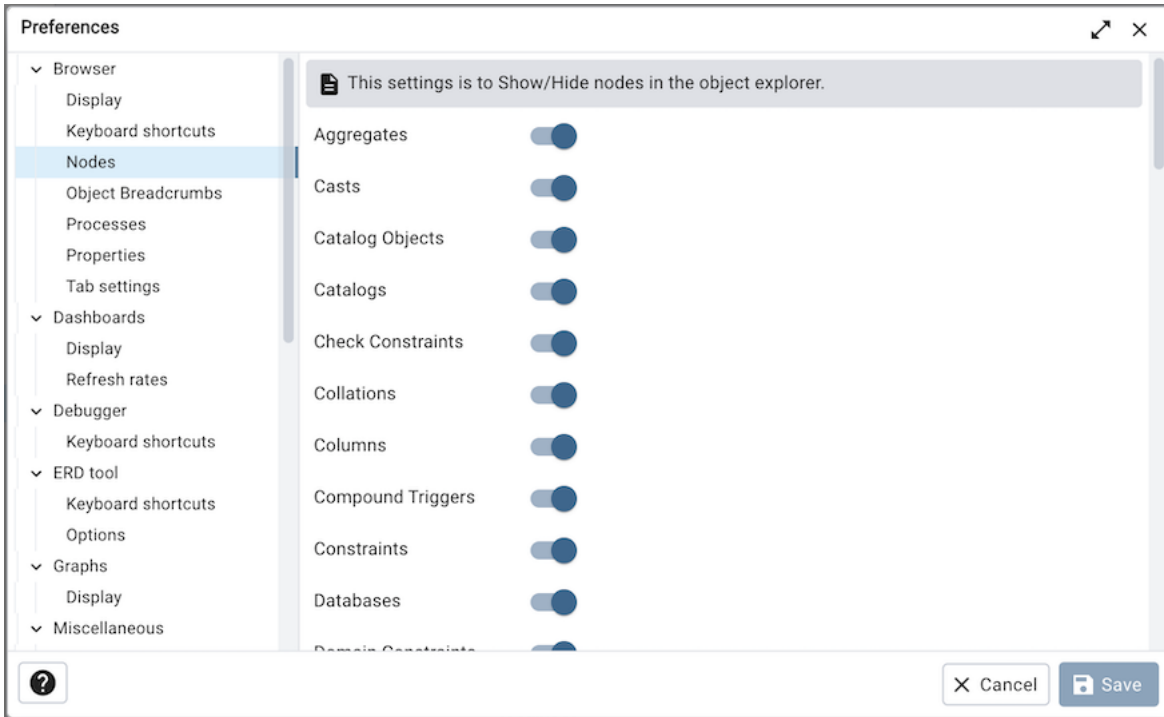 Preferences
Browser
Display
Keyboard shortcuts
Nodes
Object Breadcrumbs
Processes
Properties
Tab settings
Dashboards
Display
Refresh rates
Debugger
Keyboard shortcuts
ERD tool
Keyboard shortcuts
Options
Graphs
Display
Miscellaneous
This settings is to Show/Hide nodes in the object explorer.
Aggregates
Casts
Catalog Objects
Catalogs
Check Constraints
Collations
Columns
Compound Triggers
Constraints
Databases
Domain Constraints
Cancel
Save